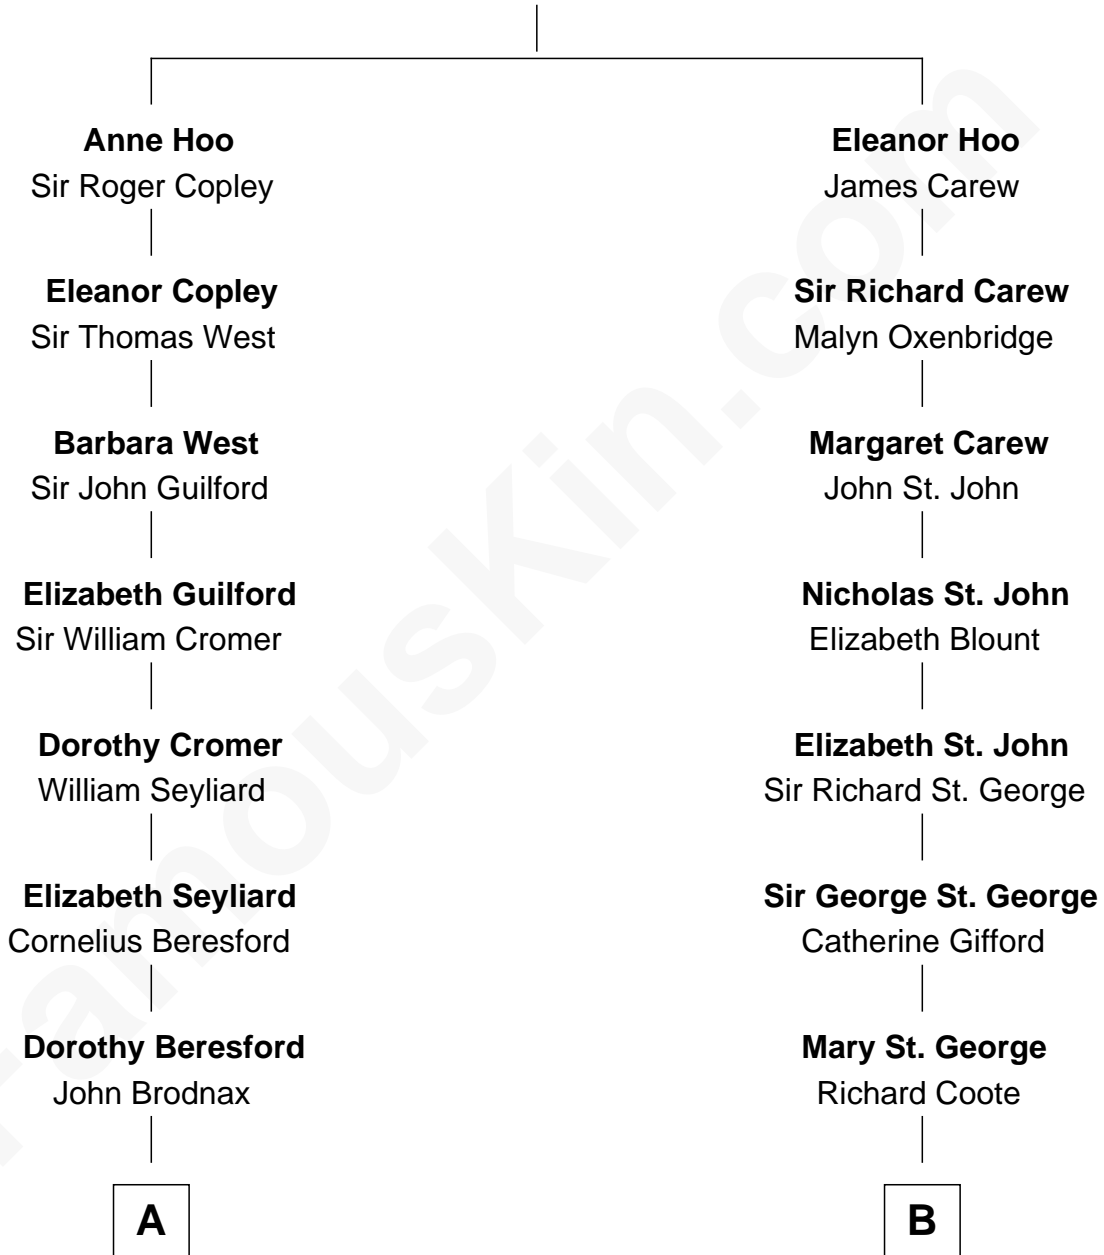 Anne Hoo
Sir Roger Copley
Eleanor Hoo
James Carew
Eleanor Copley
Sir Thomas West
Sir Richard Carew
Malyn Oxenbridge
Barbara West
Sir John Guilford
Margaret Carew
John St. John
Elizabeth Guilford
Sir William Cromer
Nicholas St. John
Elizabeth Blount
Dorothy Cromer
William Seyliard
Elizabeth St. John
Sir Richard St. George
Elizabeth Seyliard
Cornelius Beresford
Sir George St. George
Catherine Gifford
Dorothy Beresford
John Brodnax
Mary St. George
Richard Coote
A
B
FamousKin.com